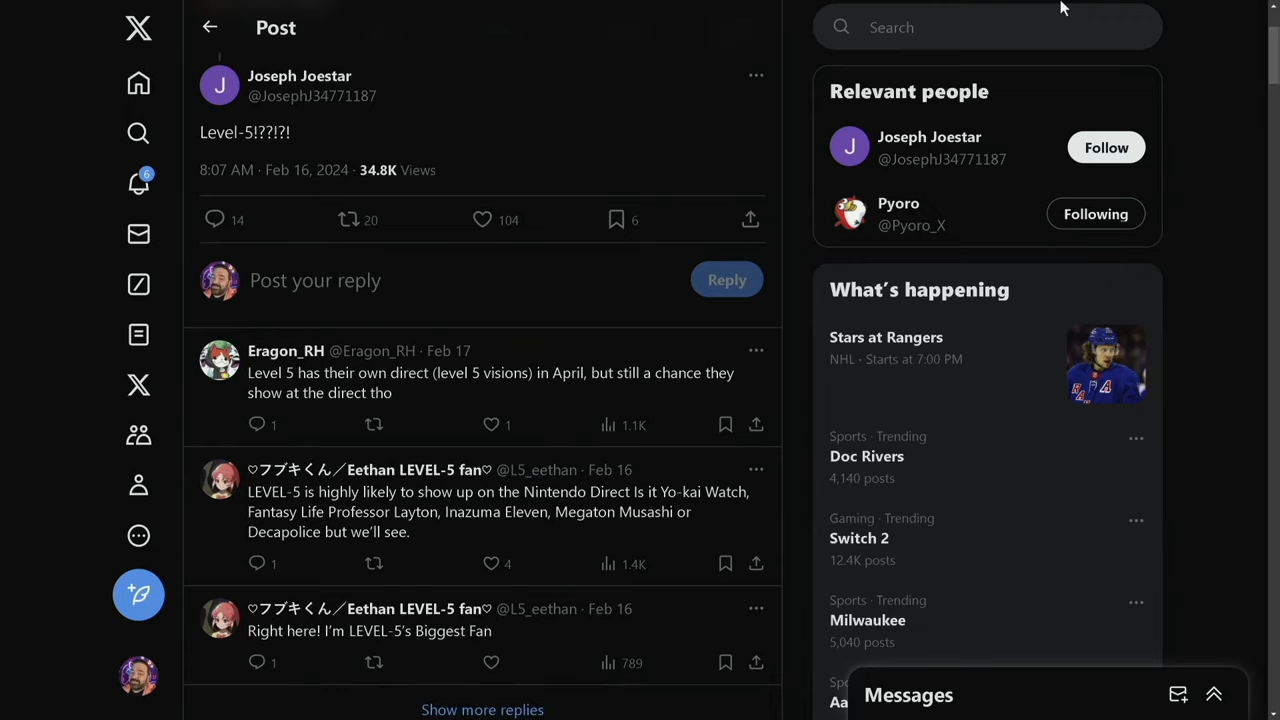 Post
J
Joseph Joestar
@JosephJ34771187
Level-5!??!?!
8:07 AM · Feb 16, 2024 · 34.8K Views
14
20
104
6
Post your reply
Reply
Eragon_RH @Eragon_RH · Feb 17
Level 5 has their own direct (level 5 visions) in April, but still a chance they
show at the direct tho
1
1
1.1K
♡フブキくん／Eethan LEVEL-5 fan♡ @L5_eethan · Feb 16
LEVEL-5 is highly likely to show up on the Nintendo Direct Is it Yo-kai Watch,
Fantasy Life Professor Layton, Inazuma Eleven, Megaton Musashi or
Decapolice but we’ll see.
1
4
1.4K
♡フブキくん／Eethan LEVEL-5 fan♡ @L5_eethan · Feb 16
Right here! I’m LEVEL-5’s Biggest Fan
1
789
Show more replies
6
Search
Relevant people
J
Joseph Joestar
@JosephJ34771187
Follow
Pyoro
@Pyoro_X
Following
What’s happening
Stars at Rangers
NHL · Starts at 7:00 PM
Sports · Trending
Doc Rivers
4,140 posts
Gaming · Trending
Switch 2
12.4K posts
Sports · Trending
Milwaukee
5,040 posts
Messages